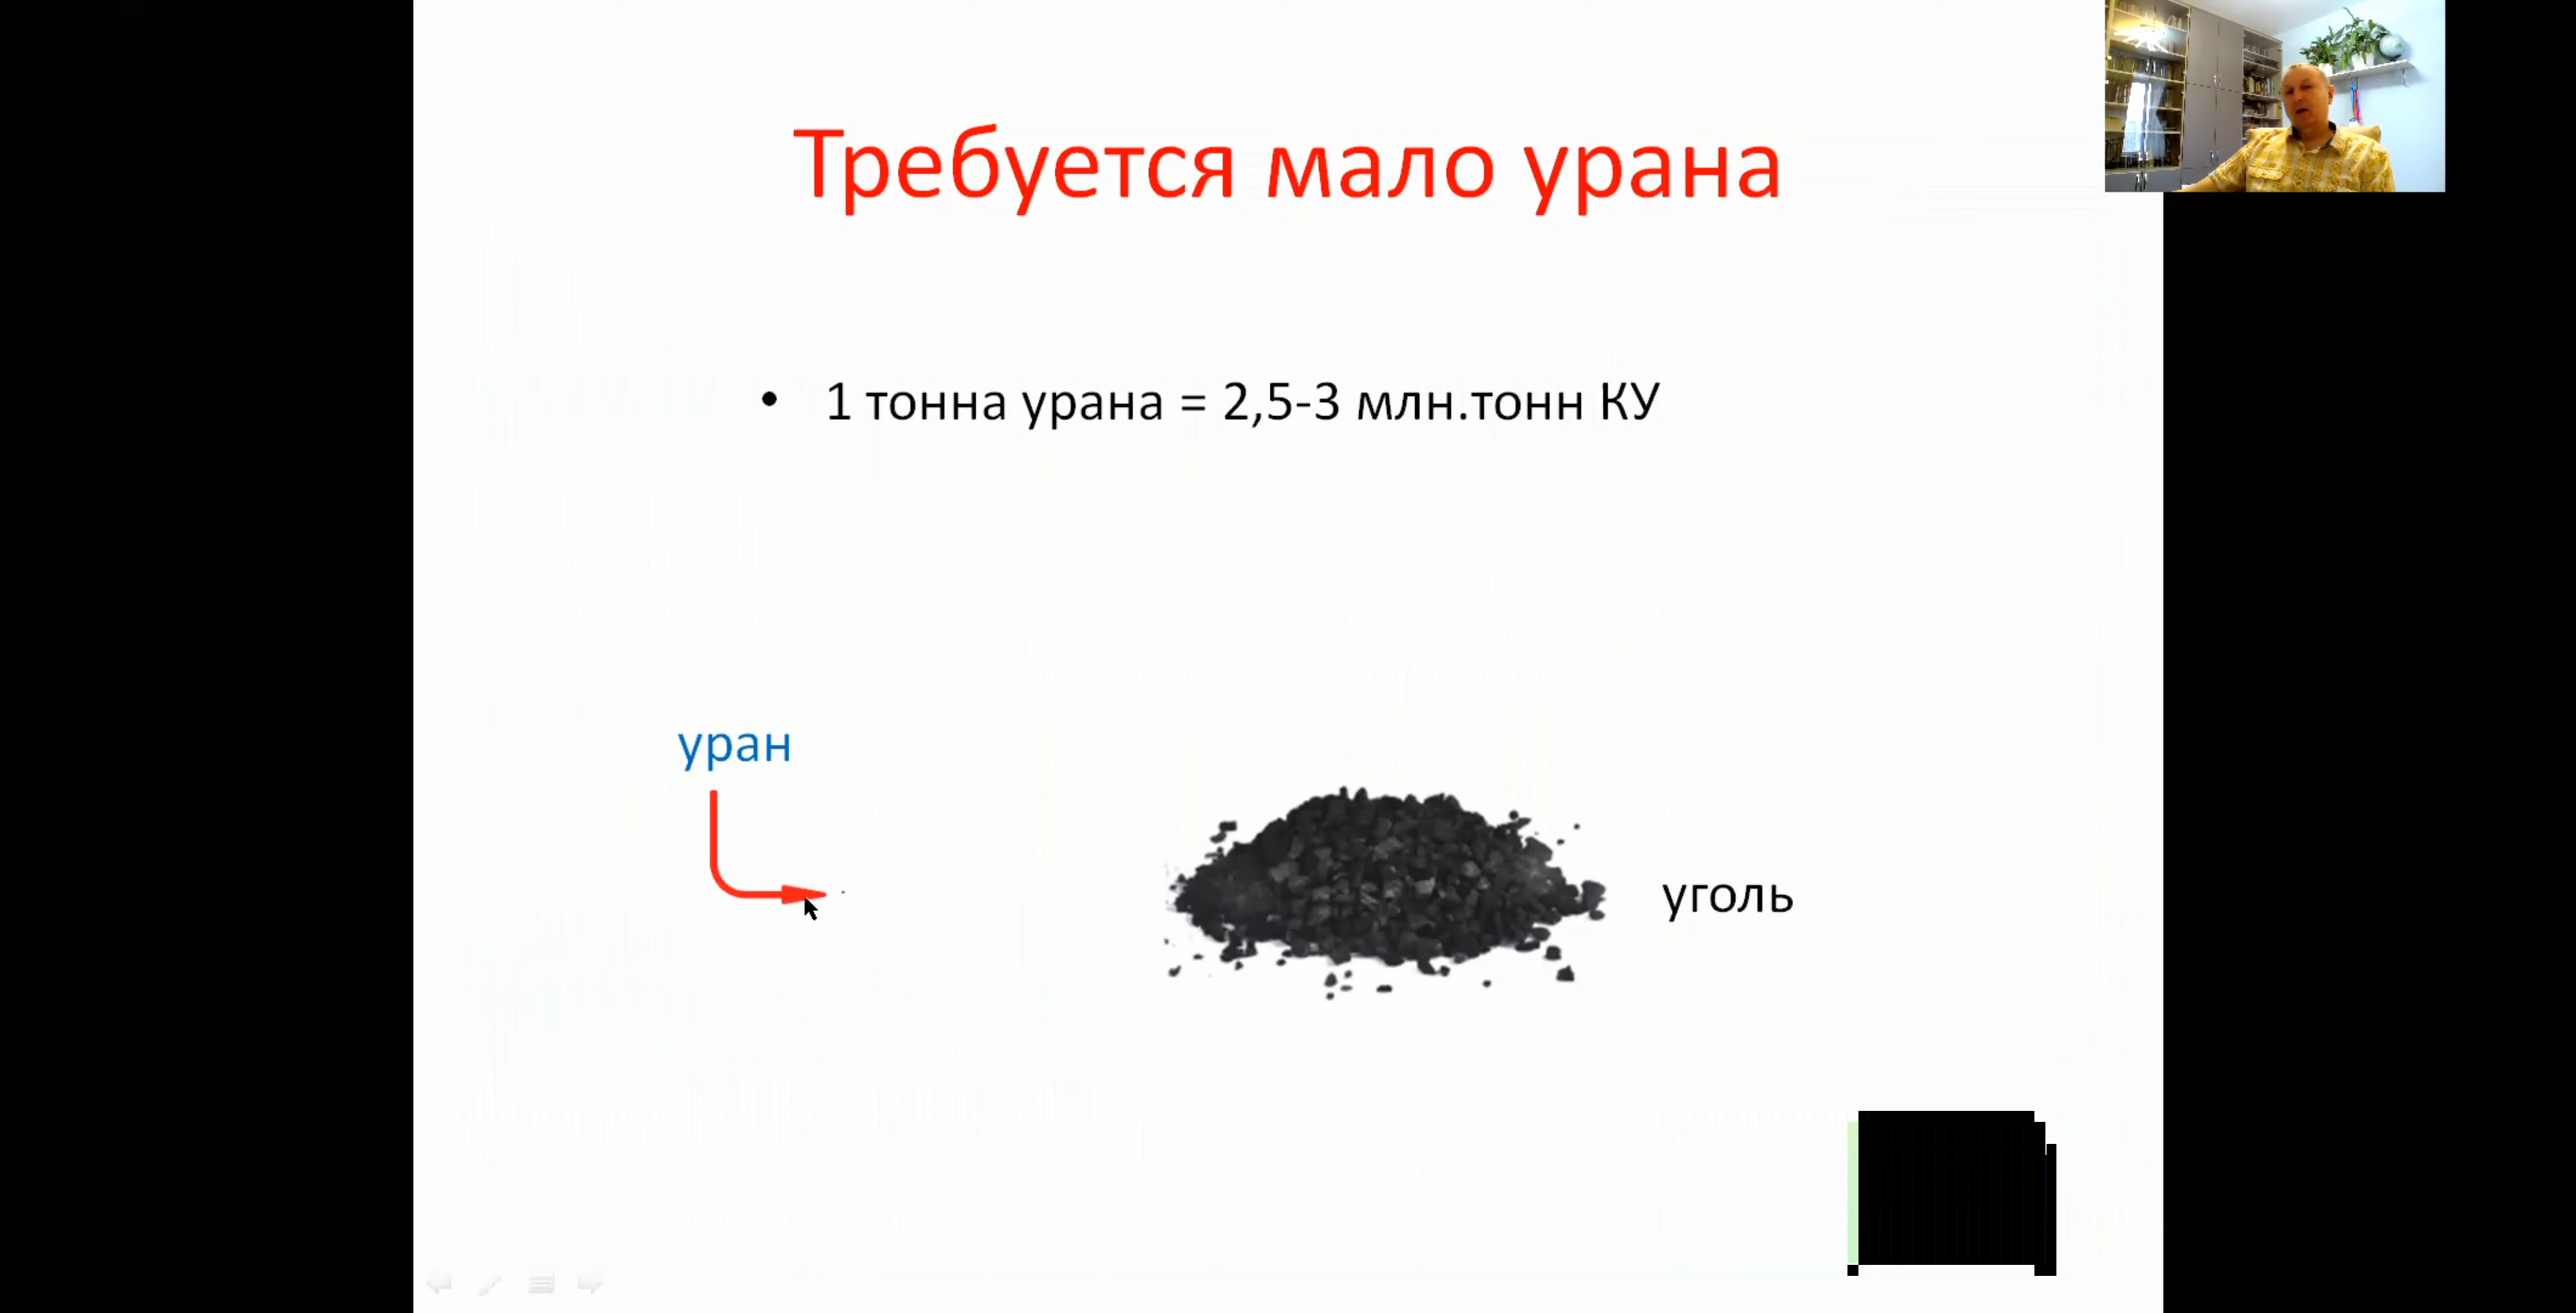 Требуется мало урана
• 1 тонна урана = 2,5-3 млн.тонн КУ
уран
уголь